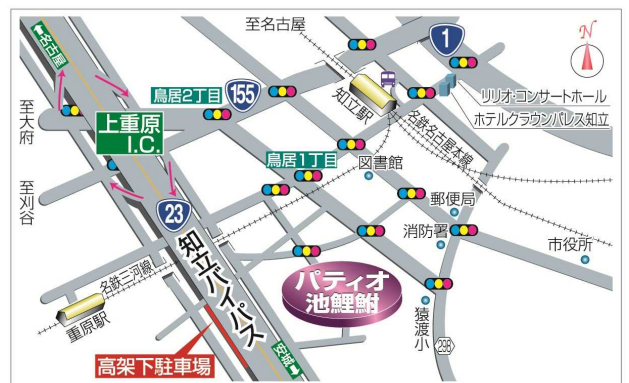 至名古屋
1
N
名古屋
155
鳥居2丁目
知立駅
リリオ・コンサートホール
ホテルクラウンパレス知立
至大府
上重原
I.C.
名鉄名古屋本線
鳥居1丁目
図書館
至刈谷
23
郵便局
消防署
市役所
知立バイパス
名鉄三河線
パティオ
池鯉鮒
重原駅
猿渡小
298
高架下駐車場
安城